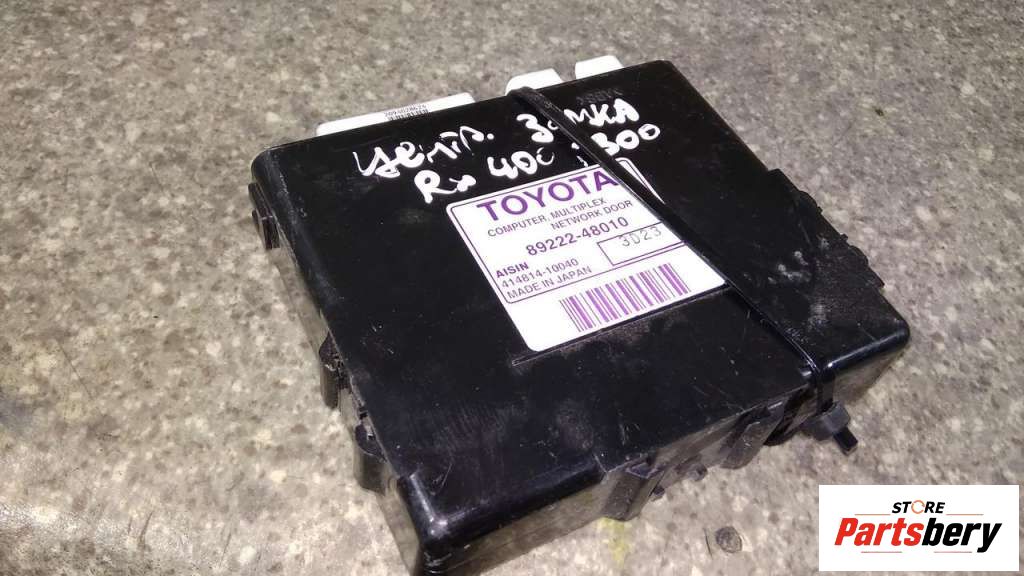 центр. Замка
Rx 400
300
TOYOTA
COMPUTER, MULTIPLEX
NETWORK DOOR
89222-48010
3D23
AISIN
414814-10040
MADE IN JAPAN
STORE
Partsbery